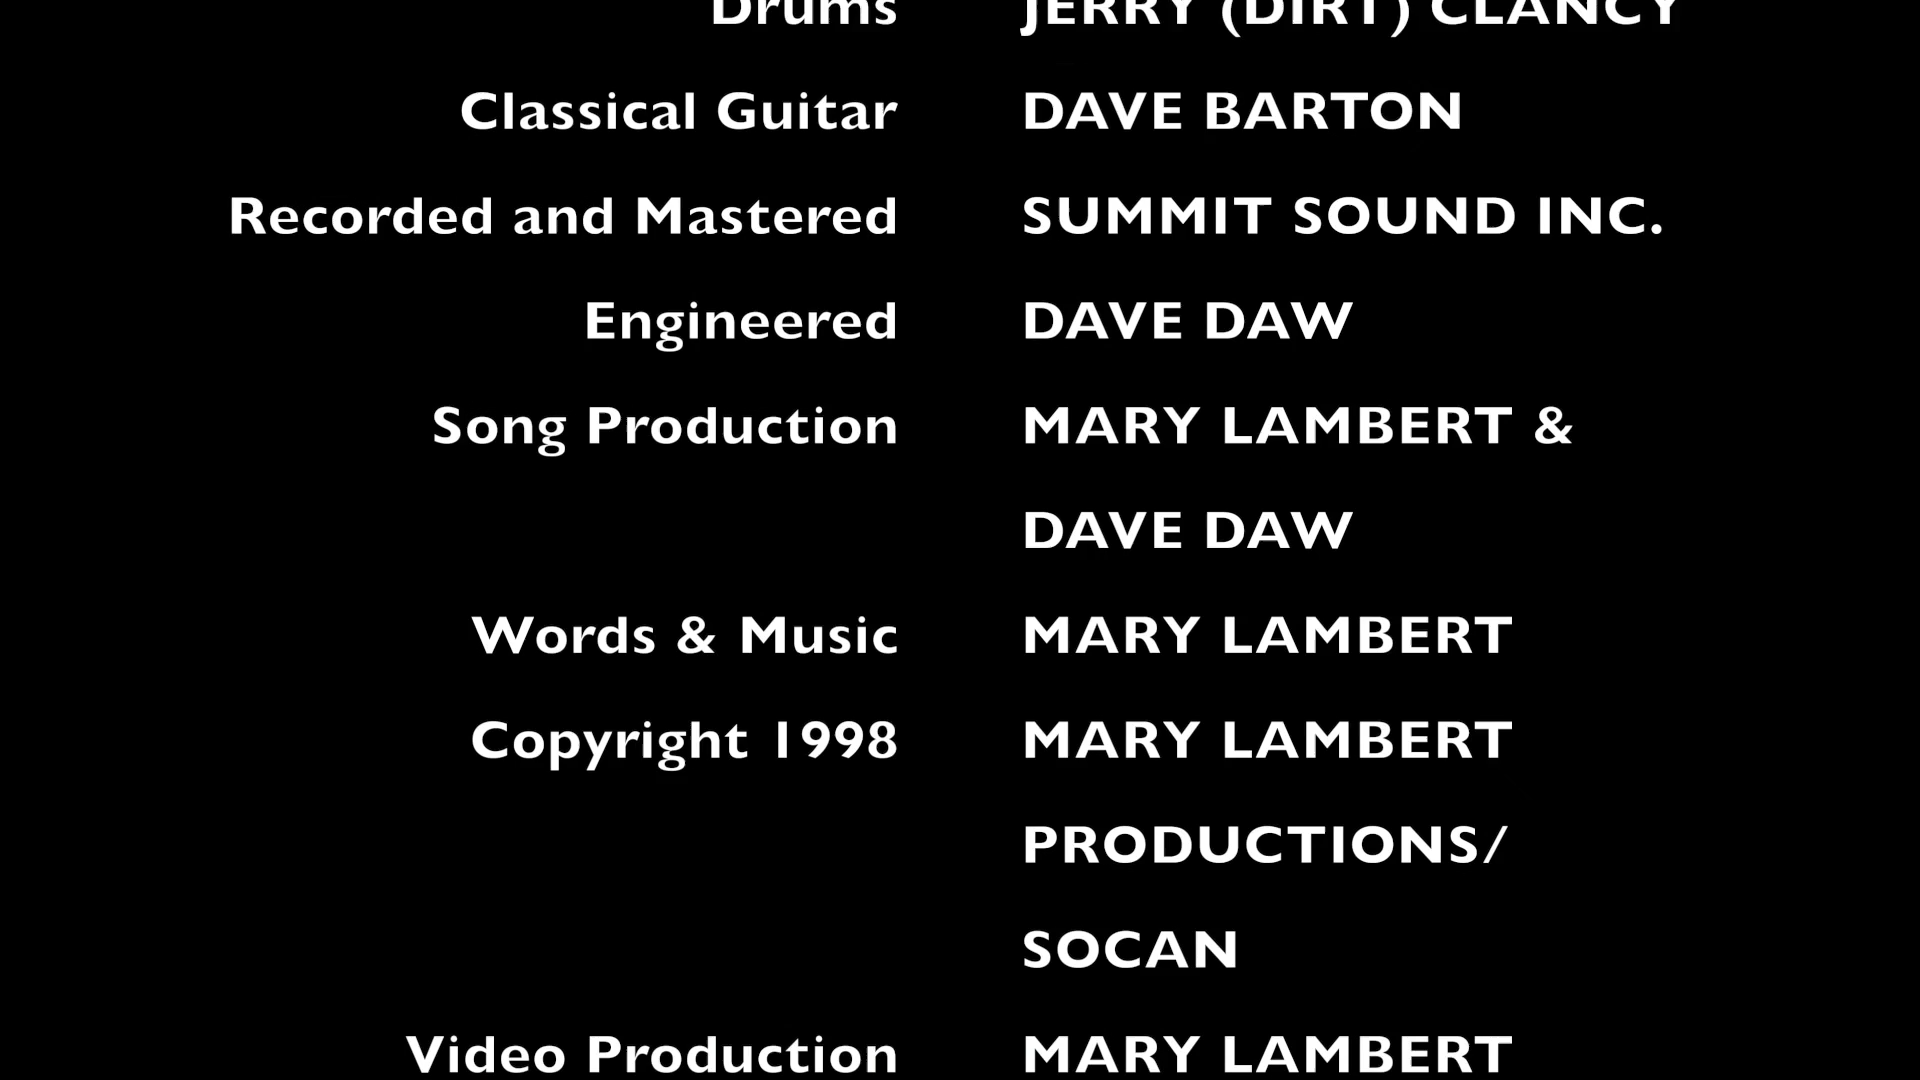 Drums JERRY (DIRT) CLANCY
Classical Guitar DAVE BARTON
Recorded and Mastered SUMMIT SOUND INC.
Engineered DAVE DAW
Song Production MARY LAMBERT &
DAVE DAW
Words & Music MARY LAMBERT
Copyright 1998 MARY LAMBERT
PRODUCTIONS/
SOCAN
Video Production MARY LAMBERT